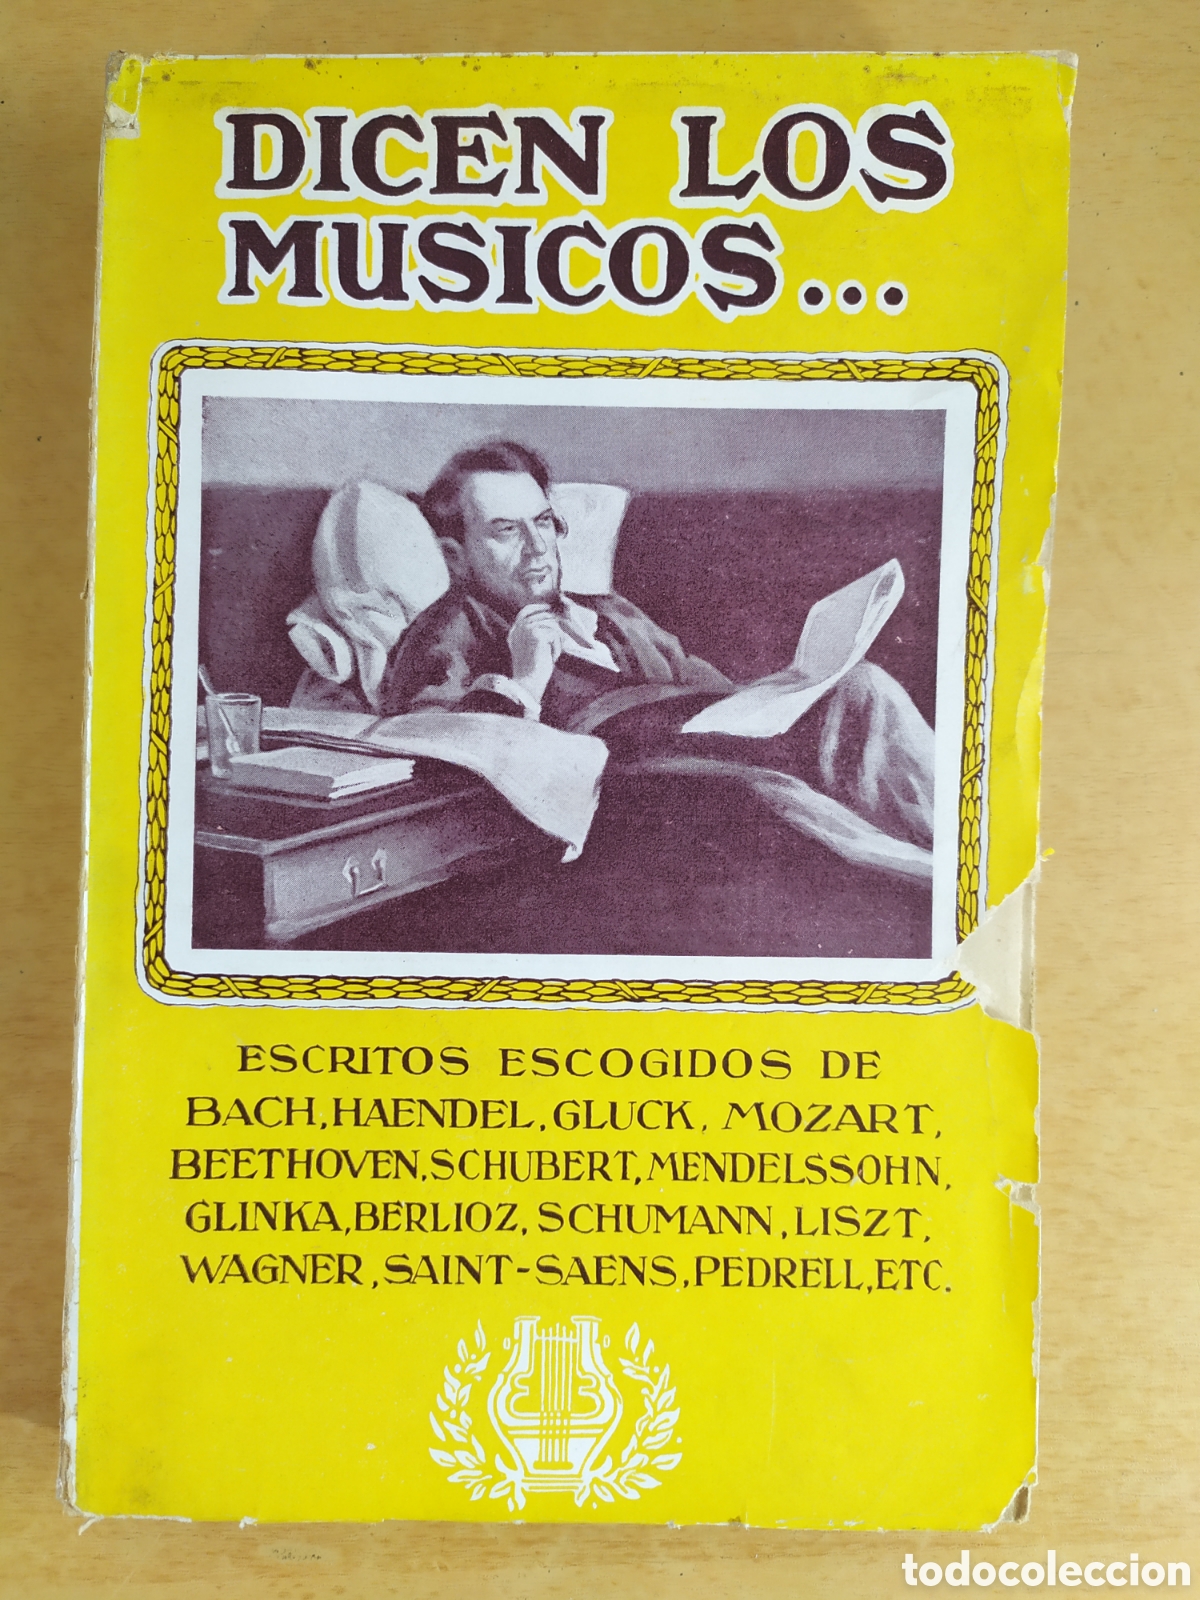 DICEN LOS
MUSICOS...
ESCRITOS ESCOGIDOS DE
BACH, HAENDEL, GLUCK, MOZART,
BEETHOVEN, SCHUBERT, MENDELSSOHN,
GLINKA, BERLIOZ, SCHUMANN, LISZT,
WAGNER, SAINT-SAENS, PEDRELL, ETC.
todocoleccion